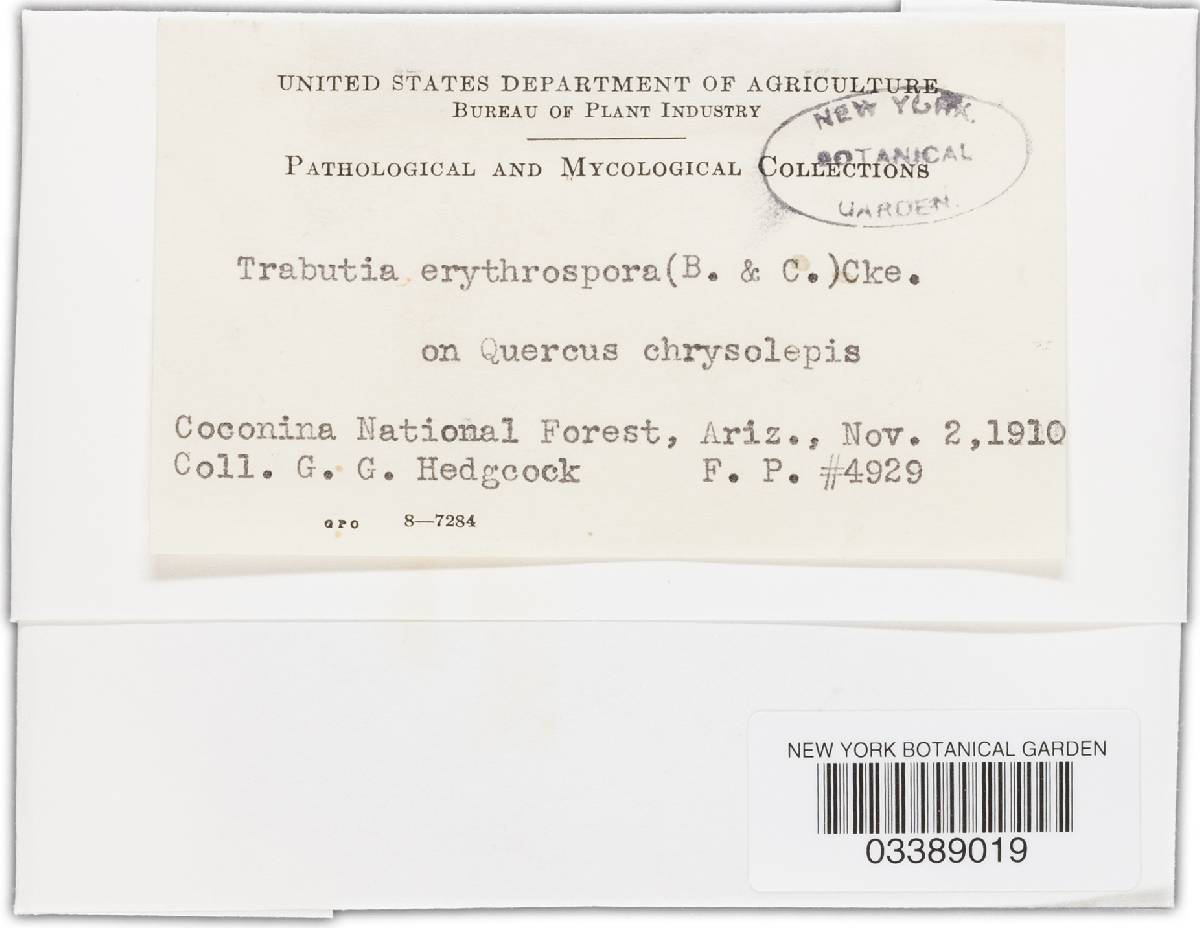 UNITED STATES DEPARTMENT OF AGRICULTURE
BUREAU OF PLANT INDUSTRY
PATHOLOGICAL AND MYCOLOGICAL COLLECTIONS
NEW YORK
BOTANICAL
GARDEN.
Trabutia erythrospora(B. & C.)Cke.
on Quercus chrysolepis
Coconina National Forest, Ariz., Nov. 2,1910
Coll. G. G. Hedgcock F. P. #4929
GPO 8—7284
NEW YORK BOTANICAL GARDEN
03389019